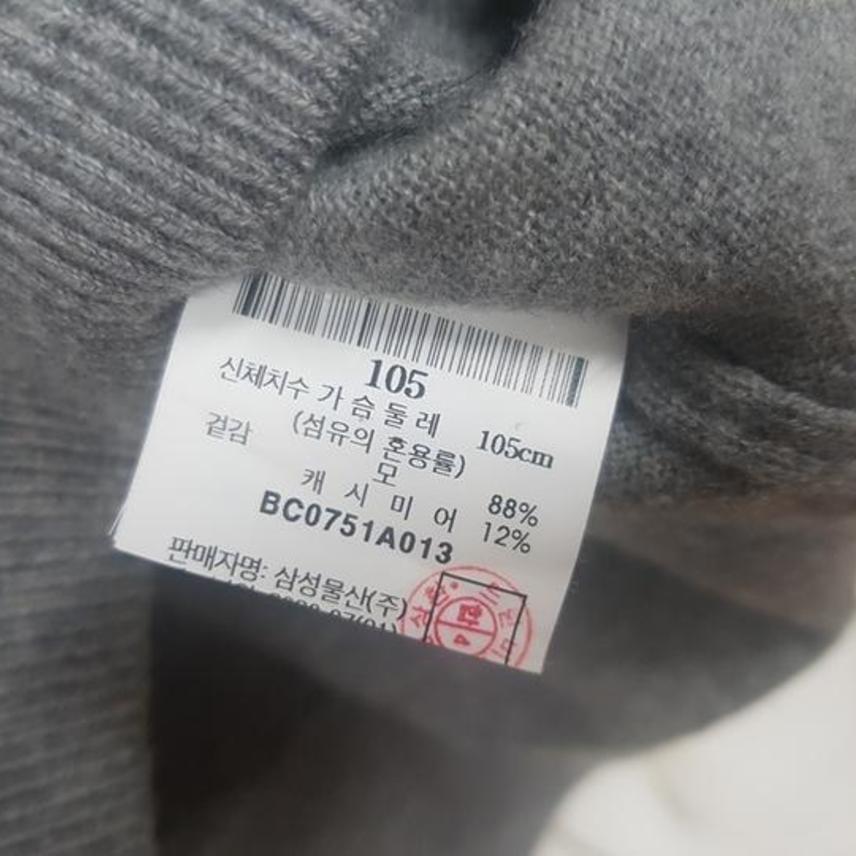 105
신체치수 가슴둘레 105cm
(섬유의 혼용률)
겉감 모 88%
캐시미어 12%
BC0751A013
판매자명: 삼성물산(주)